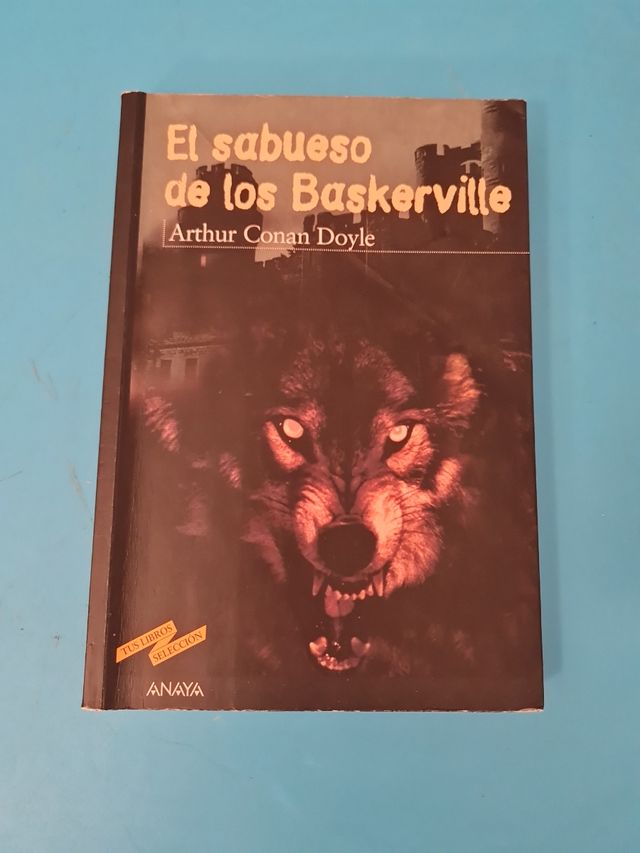 El sabueso
de los Baskerville
Arthur Conan Doyle
TUS LIBROS
SELECCIÓN
ANAYA